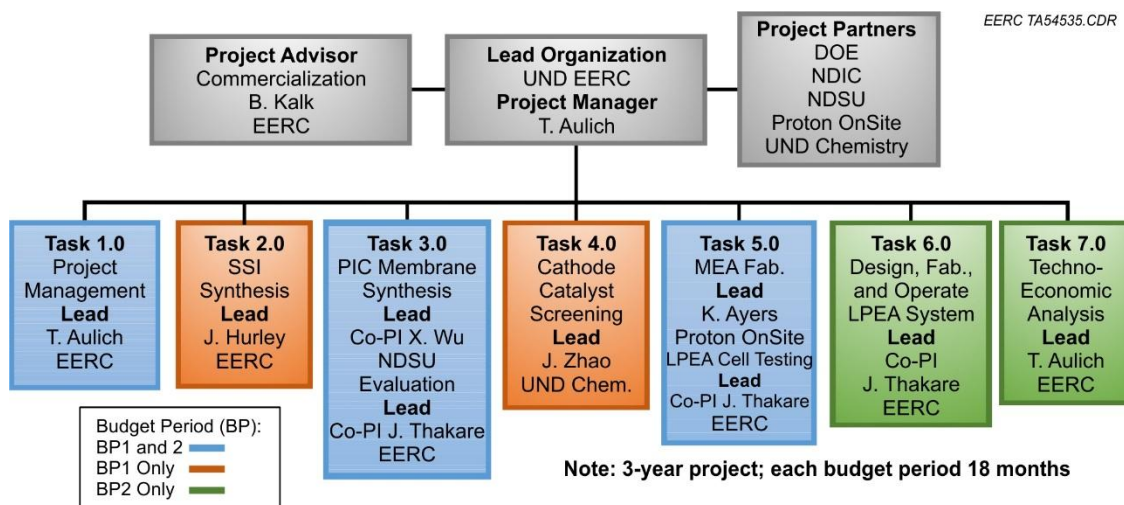 EERC TA54535.CDR
Project Advisor
Commercialization
B. Kalk
EERC
Lead Organization
UND EERC
Project Manager
T. Aulich
Project Partners
DOE
NDIC
NDSU
Proton OnSite
UND Chemistry
Task 1.0
Project
Management
Lead
T. Aulich
EERC
Task 2.0
SSI
Synthesis
Lead
J. Hurley
EERC
Task 3.0
PIC Membrane
Synthesis
Lead
Co-PI X. Wu
NDSU
Evaluation
Lead
Co-PI J. Thakare
EERC
Task 4.0
Cathode
Catalyst
Screening
Lead
J. Zhao
UND Chem.
Task 5.0
MEA Fab.
Lead
K. Ayers
Proton OnSite
LPEA Cell Testing
Lead
Co-PI J. Thakare
EERC
Task 6.0
Design, Fab.,
and Operate
LPEA System
Lead
Co-PI
J. Thakare
EERC
Task 7.0
Techno-
Economic
Analysis
Lead
T. Aulich
EERC
Budget Period (BP):
BP1 and 2
BP1 Only
BP2 Only
Note: 3-year project; each budget period 18 months